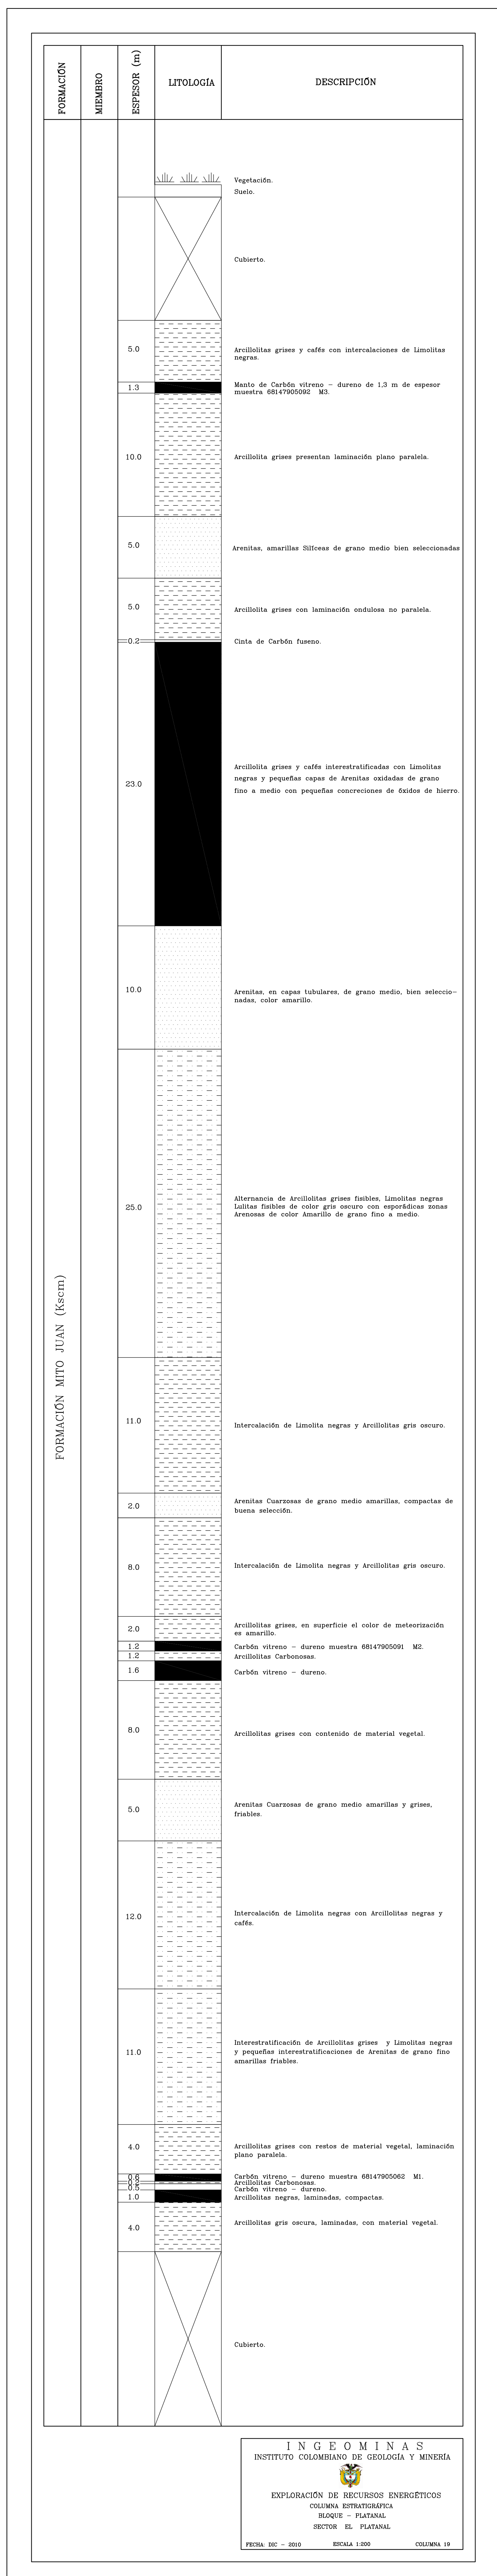 FORMACIÓN
MIEMBRO
ESPESOR (m)
LITOLOGÍA
DESCRIPCIÓN
FORMACIÓN MITO JUAN (Kscm)
Vegetación.
Suelo.
Cubierto.
5.0
Arcillolitas grises y cafés con intercalaciones de Limolitas
negras.
1.3
Manto de Carbón vitreno – dureno de 1,3 m de espesor
muestra 68147905092 M3.
10.0
Arcillolita grises presentan laminación plano paralela.
5.0
Arenitas, amarillas Silíceas de grano medio bien seleccionadas
5.0
Arcillolita grises con laminación ondulosa no paralela.
0.2
Cinta de Carbón fuseno.
23.0
Arcillolita grises y cafés interestratificadas con Limolitas
negras y pequeñas capas de Arenitas oxidadas de grano
fino a medio con pequeñas concreciones de óxidos de hierro.
10.0
Arenitas, en capas tubulares, de grano medio, bien seleccio–
nadas, color amarillo.
25.0
Alternancia de Arcillolitas grises fisibles, Limolitas negras
Lulitas fisibles de color gris oscuro con esporádicas zonas
Arenosas de color Amarillo de grano fino a medio.
11.0
Intercalación de Limolita negras y Arcillolitas gris oscuro.
2.0
Arenitas Cuarzosas de grano medio amarillas, compactas de
buena selección.
8.0
Intercalación de Limolita negras y Arcillolitas gris oscuro.
2.0
Arcillolitas grises, en superficie el color de meteorización
es amarillo.
1.2
Carbón vitreno – dureno muestra 68147905091 M2.
1.2
Arcillolitas Carbonosas.
1.6
Carbón vitreno – dureno.
8.0
Arcillolitas grises con contenido de material vegetal.
5.0
Arenitas Cuarzosas de grano medio amarillas y grises,
friables.
12.0
Intercalación de Limolita negras con Arcillolitas negras y
cafés.
11.0
Interestratificación de Arcillolitas grises y Limolitas negras
y pequeñas interestratificaciones de Arenitas de grano fino
amarillas friables.
4.0
Arcillolitas grises con restos de material vegetal, laminación
plano paralela.
0.6
Carbón vitreno – dureno muestra 68147905062 M1.
Arcillolitas Carbonosas.
0.5
Carbón vitreno – dureno.
1.0
Arcillolitas negras, laminadas, compactas.
4.0
Arcillolitas gris oscura, laminadas, con material vegetal.
Cubierto.
INGEOMINAS
INSTITUTO COLOMBIANO DE GEOLOGÍA Y MINERÍA
EXPLORACIÓN DE RECURSOS ENERGÉTICOS
COLUMNA ESTRATIGRÁFICA
BLOQUE – PLATANAL
SECTOR EL PLATANAL
FECHA: DIC – 2010 ESCALA 1:200 COLUMNA 19